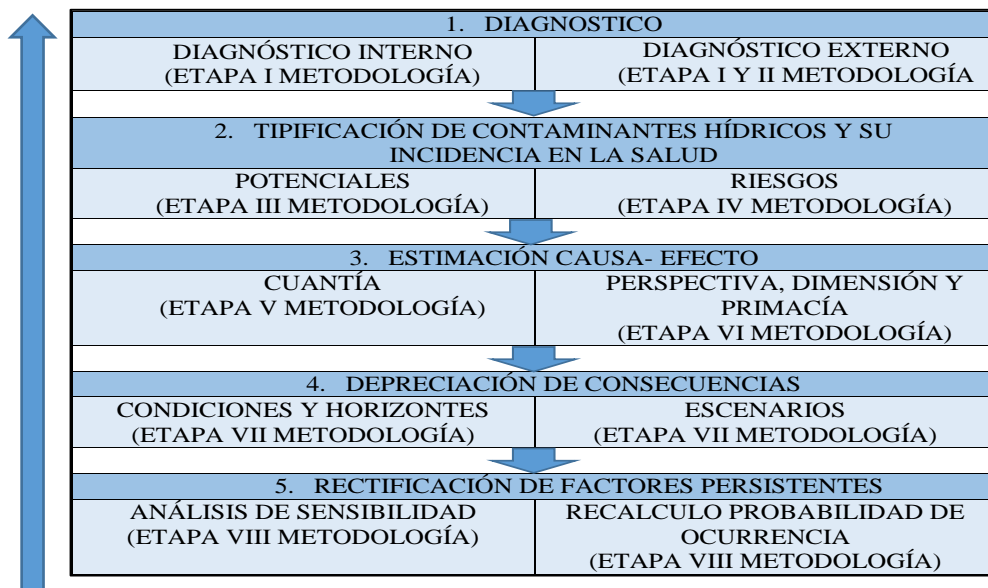 1. DIAGNOSTICO
DIAGNÓSTICO INTERNO
(ETAPA I METODOLOGÍA)
DIAGNÓSTICO EXTERNO
(ETAPA I Y II METODOLOGÍA
2. TIPIFICACIÓN DE CONTAMINANTES HÍDRICOS Y SU
INCIDENCIA EN LA SALUD
POTENCIALES
(ETAPA III METODOLOGÍA)
RIESGOS
(ETAPA IV METODOLOGÍA)
3. ESTIMACIÓN CAUSA- EFECTO
CUANTÍA
(ETAPA V METODOLOGÍA)
PERSPECTIVA, DIMENSIÓN Y
PRIMACÍA
(ETAPA VI METODOLOGÍA)
4. DEPRECIACIÓN DE CONSECUENCIAS
CONDICIONES Y HORIZONTES
(ETAPA VII METODOLOGÍA)
ESCENARIOS
(ETAPA VII METODOLOGÍA)
5. RECTIFICACIÓN DE FACTORES PERSISTENTES
ANÁLISIS DE SENSIBILIDAD
(ETAPA VIII METODOLOGÍA)
RECALCULO PROBABILIDAD DE
OCURRENCIA
(ETAPA VIII METODOLOGÍA)